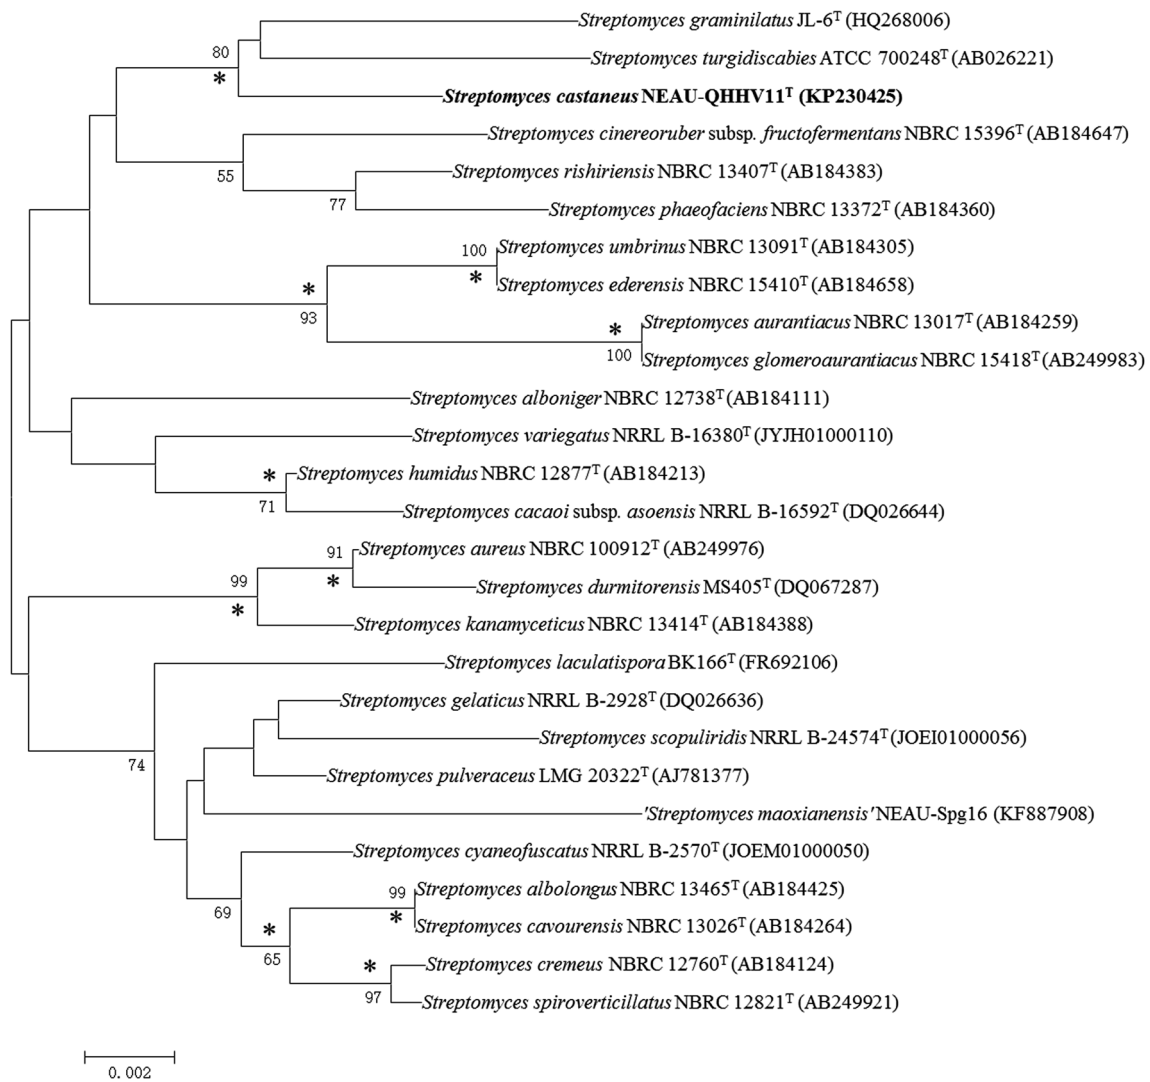 Streptomyces graminilatus JL-6T (HQ268006)
80
Streptomyces turgidiscabies ATCC 700248T (AB026221)
*
Streptomyces castaneus NEAU-QHHV11T (KP230425)
Streptomyces cinereoruber subsp. fructofermentans NBRC 15396T (AB184647)
Streptomyces rishiriensis NBRC 13407T (AB184383)
55
77
Streptomyces phaeofaciens NBRC 13372T (AB184360)
100
Streptomyces umbrinus NBRC 13091T (AB184305)
*
Streptomyces ederensis NBRC 15410T (AB184658)
*
93
Streptomyces aurantiacus NBRC 13017T (AB184259)
*
100
Streptomyces glomeroaurantiacus NBRC 15418T (AB249983)
Streptomyces alboniger NBRC 12738T (AB184111)
Streptomyces variegatus NRRL B-16380T (JYJH01000110)
*
Streptomyces humidus NBRC 12877T (AB184213)
71
Streptomyces cacaoi subsp. asoensis NRRL B-16592T (DQ026644)
91
Streptomyces aureus NBRC 100912T (AB249976)
99
*
Streptomyces durmitorensis MS405T (DQ067287)
*
Streptomyces kanamyceticus NBRC 13414T (AB184388)
Streptomyces laculatispora BK166T (FR692106)
Streptomyces gelaticus NRRL B-2928T (DQ026636)
Streptomyces scopuliridis NRRL B-24574T (JOEI01000056)
74
Streptomyces pulveraceus LMG 20322T (AJ781377)
'Streptomyces maoxianensis' NEAU-Spg16 (KF887908)
Streptomyces cyaneofuscatus NRRL B-2570T (JOEM01000050)
99
Streptomyces albolongus NBRC 13465T (AB184425)
69
*
Streptomyces cavourensis NBRC 13026T (AB184264)
*
65
*
Streptomyces cremeus NBRC 12760T (AB184124)
97
Streptomyces spiroverticillatus NBRC 12821T (AB249921)
0.002